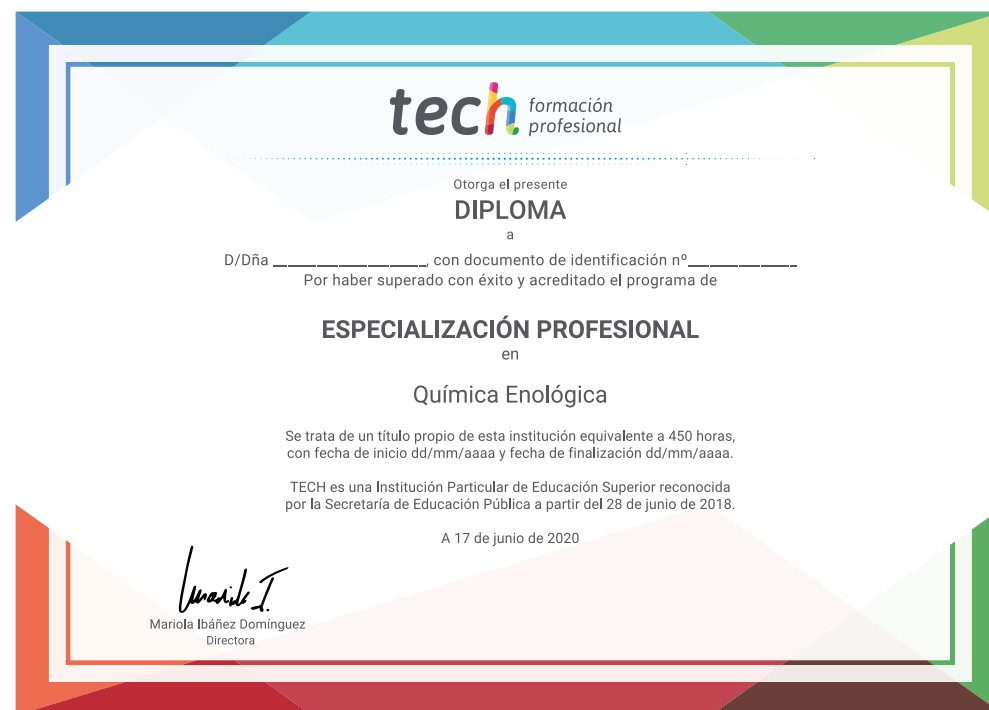 tech formación
profesional
Otorga el presente
DIPLOMA
a
D/Dña ____________________, con documento de identificación nº______________
Por haber superado con éxito y acreditado el programa de
ESPECIALIZACIÓN PROFESIONAL
en
Química Enológica
Se trata de un título propio de esta institución equivalente a 450 horas,
con fecha de inicio dd/mm/aaaa y fecha de finalización dd/mm/aaaa.
TECH es una Institución Particular de Educación Superior reconocida
por la Secretaría de Educación Pública a partir del 28 de junio de 2018.
A 17 de junio de 2020
Mariola Ibáñez Domínguez
Directora